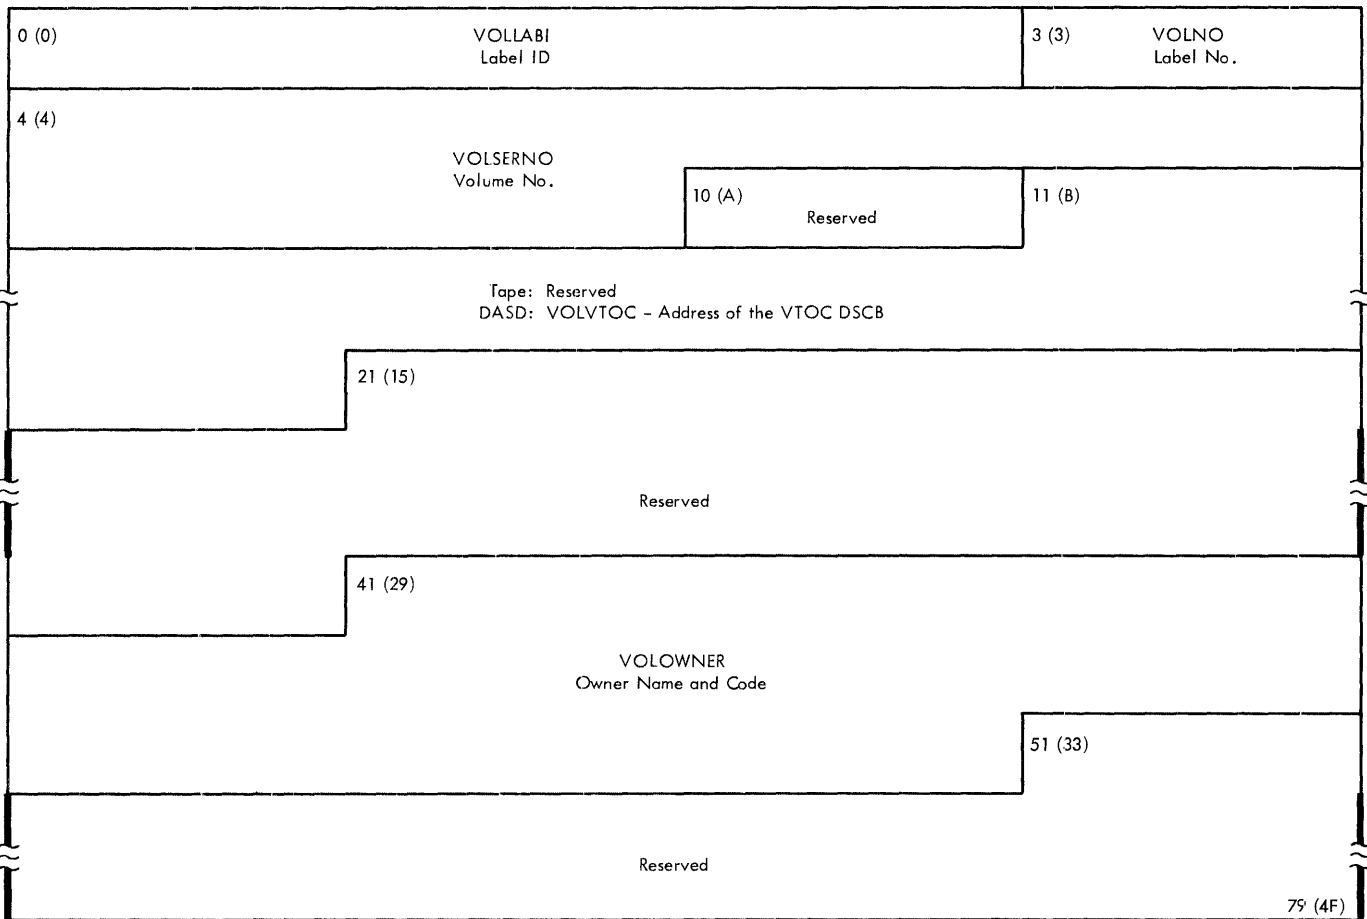 0 (0)
VOLLABI
Label ID
3 (3)
VOLNO
Label No.
4 (4)
VOLSERNO
Volume No.
10 (A)
Reserved
11 (B)
Tape: Reserved
DASD: VOLVTOC - Address of the VTOC DSCB
21 (15)
Reserved
41 (29)
VOLOWNER
Owner Name and Code
51 (33)
Reserved
79 (4F)